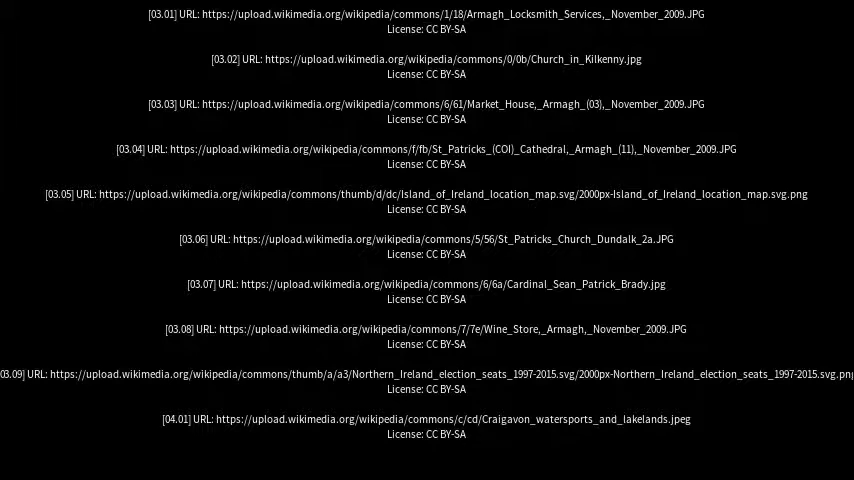 [03.01] URL: https://upload.wikimedia.org/wikipedia/commons/1/18/Armagh_Locksmith_Services,_November_2009.JPG
License: CC BY-SA
[03.02] URL: https://upload.wikimedia.org/wikipedia/commons/0/0b/Church_in_Kilkenny.jpg
License: CC BY-SA
[03.03] URL: https://upload.wikimedia.org/wikipedia/commons/6/61/Market_House,_Armagh_(03),_November_2009.JPG
License: CC BY-SA
[03.04] URL: https://upload.wikimedia.org/wikipedia/commons/f/fb/St_Patricks_(COI)_Cathedral,_Armagh_(11),_November_2009.JPG
License: CC BY-SA
[03.05] URL: https://upload.wikimedia.org/wikipedia/commons/thumb/d/dc/Island_of_Ireland_location_map.svg/2000px-Island_of_Ireland_location_map.svg.png
License: CC BY-SA
[03.06] URL: https://upload.wikimedia.org/wikipedia/commons/5/56/St_Patricks_Church_Dundalk_2a.JPG
License: CC BY-SA
[03.07] URL: https://upload.wikimedia.org/wikipedia/commons/6/6a/Cardinal_Sean_Patrick_Brady.jpg
License: CC BY-SA
[03.08] URL: https://upload.wikimedia.org/wikipedia/commons/7/7e/Wine_Store,_Armagh,_November_2009.JPG
License: CC BY-SA
03.09] URL: https://upload.wikimedia.org/wikipedia/commons/thumb/a/a3/Northern_Ireland_election_seats_1997-2015.svg/2000px-Northern_Ireland_election_seats_1997-2015.svg.png
License: CC BY-SA
[04.01] URL: https://upload.wikimedia.org/wikipedia/commons/c/cd/Craigavon_watersports_and_lakelands.jpeg
License: CC BY-SA